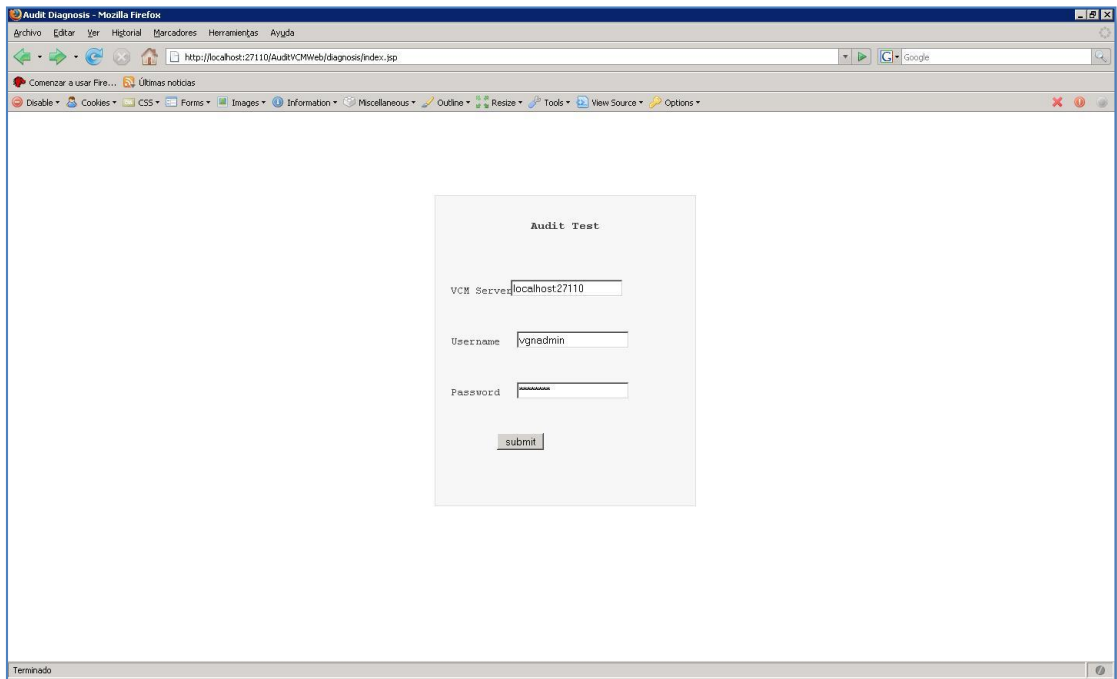 Audit Diagnosis - Mozilla Firefox
Archivo Editar Ver Historial Marcadores Herramientas Ayuda
http://localhost:27110/AuditVCMWeb/diagnosis/index.jsp
G Google
Comenzar a usar Fire... Últimas noticias
Disable Cookies CSS Forms Images Information Miscellaneous Outline Resize Tools View Source Options
Audit Test
VCM Server localhost27110
Username vgnadmin
Password ********
submit
Terminado